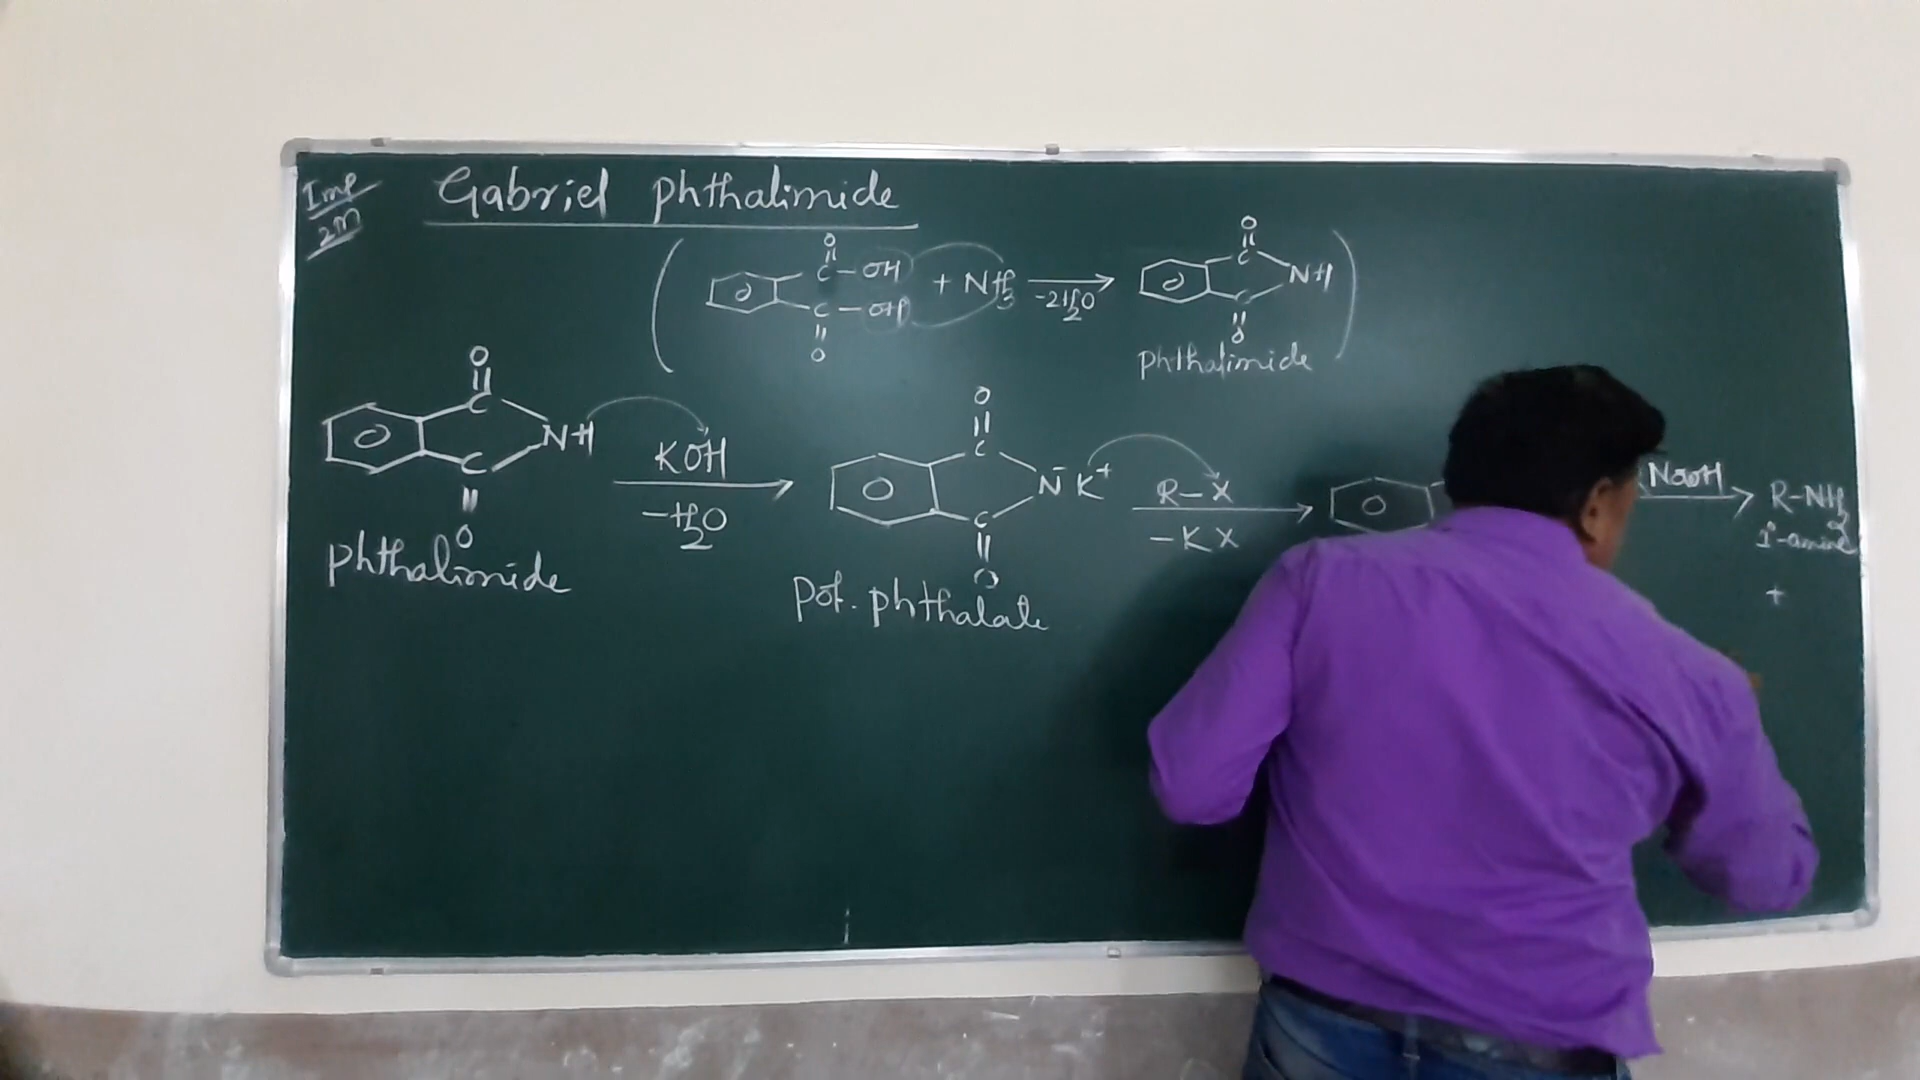 Imp
2M
Gabriel phthalimide
O
C-OH
C-OH
O
+ NH3
-2H2O
O
C
NH
C
O
phthalimide
O
C
NH
C
O
phthalimide
KOH
-H2O
O
C
N- K+
C
O
pot. phthalate
R-X
-KX
NaOH
R-NH2
1°-amine
+